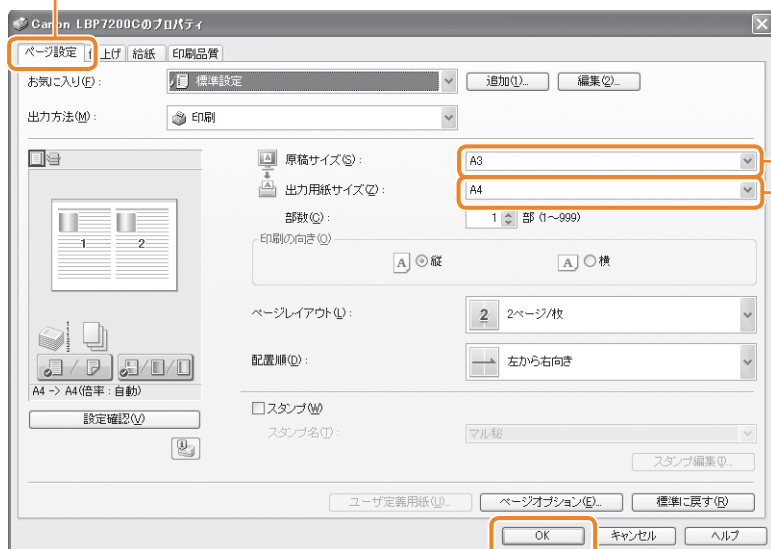 Canon LBP7200Cのプロパティ
ページ設定 仕上げ 給紙 印刷品質
お気に入り(F): 標準設定 追加(1)... 編集(2)...
出力方法(M): 印刷
原稿サイズ(S): A3
出力用紙サイズ(Z): A4
部数(C): 1 部 (1~999)
印刷の向き(O)
A 縦 A 横
1 2
ページレイアウト(L): 2 2ページ/枚
配置順(D): 左から右向き
A4 -> A4(倍率:自動)
設定確認(V)
スタンプ(W)
スタンプ名(T): マル秘
スタンプ編集(I)...
ユーザ定義用紙(U)... ページオプション(E)... 標準に戻す(R)
OK キャンセル ヘルプ